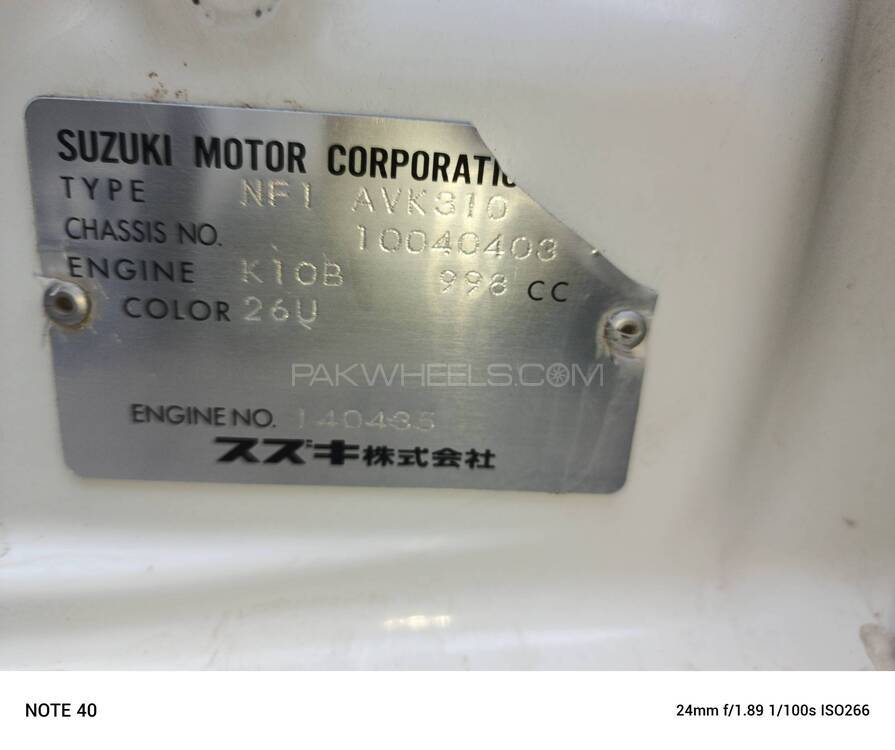 SUZUKI MOTOR CORPORATIO
TYPE NF1 AVK310
CHASSIS NO. 10040403
ENGINE K10B 998 CC
COLOR 26U
PAKWHEELS.COM
ENGINE NO. 140435
スズキ株式会社
NOTE 40
24mm f/1.89 1/100s ISO266